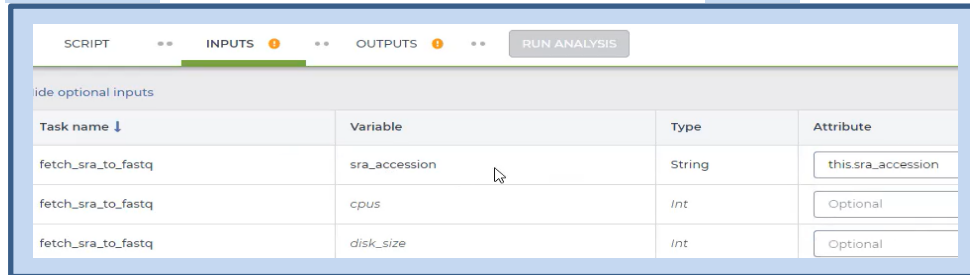 SCRIPT INPUTS ! OUTPUTS ! RUN ANALYSIS
ide optional inputs
Task name ↓ Variable Type Attribute
fetch_sra_to_fastq sra_accession String this.sra_accession
fetch_sra_to_fastq cpus Int Optional
fetch_sra_to_fastq disk_size Int Optional